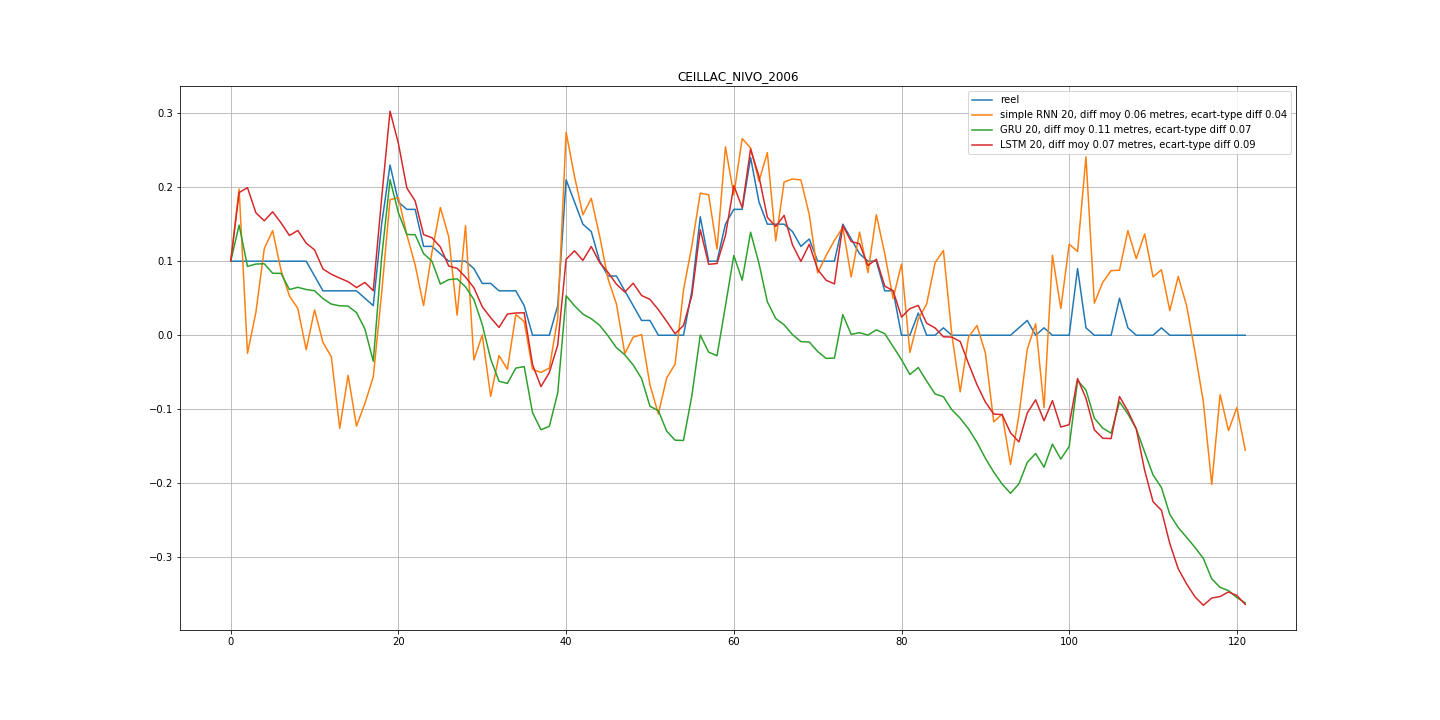 CEILLAC_NIVO_2006
reel
simple RNN 20, diff moy 0.06 metres, ecart-type diff 0.04
GRU 20, diff moy 0.11 metres, ecart-type diff 0.07
LSTM 20, diff moy 0.07 metres, ecart-type diff 0.09
0.3
0.2
0.1
0.0
−0.1
−0.2
−0.3
0 20 40 60 80 100 120